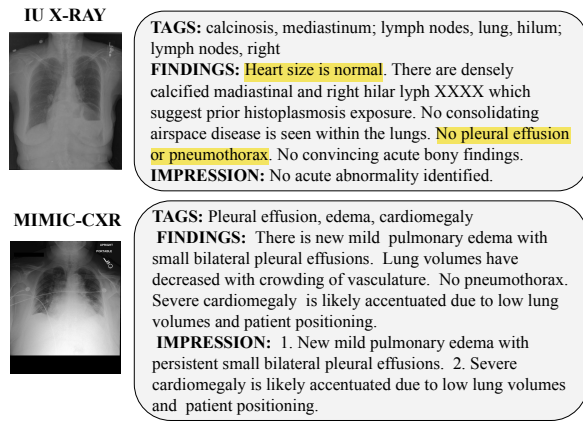 IU X-RAY
TAGS: calcinosis, mediastinum; lymph nodes, lung, hilum;
lymph nodes, right
FINDINGS: Heart size is normal. There are densely
calcified madiastinal and right hilar lyph XXXX which
suggest prior histoplasmosis exposure. No consolidating
airspace disease is seen within the lungs. No pleural effusion
or pneumothorax. No convincing acute bony findings.
IMPRESSION: No acute abnormality identified.
MIMIC-CXR
UPRIGHT
PORTABLE
TAGS: Pleural effusion, edema, cardiomegaly
FINDINGS: There is new mild pulmonary edema with
small bilateral pleural effusions. Lung volumes have
decreased with crowding of vasculature. No pneumothorax.
Severe cardiomegaly is likely accentuated due to low lung
volumes and patient positioning.
IMPRESSION: 1. New mild pulmonary edema with
persistent small bilateral pleural effusions. 2. Severe
cardiomegaly is likely accentuated due to low lung volumes
and patient positioning.